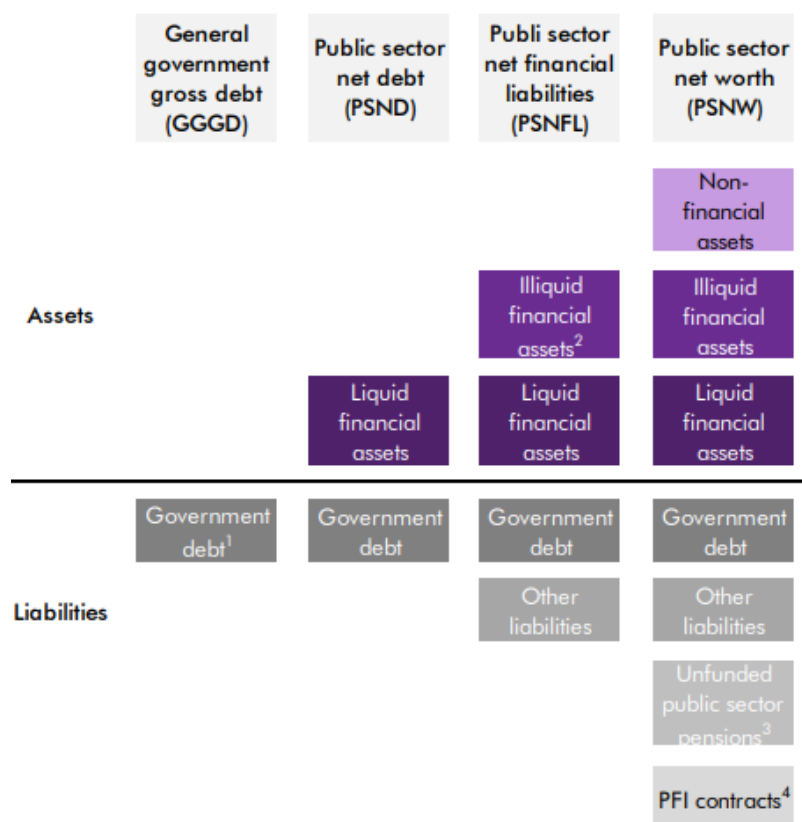 General
government
gross debt
(GGGD)
Public sector
net debt
(PSND)
Publi sector
net financial
liabilities
(PSNFL)
Public sector
net worth
(PSNW)
Non-
financial
assets
Assets
Illiquid
financial
assets²
Illiquid
financial
assets
Liquid
financial
assets
Liquid
financial
assets
Liquid
financial
assets
Government
debt¹
Government
debt
Government
debt
Government
debt
Liabilities
Other
liabilities
Other
liabilities
Unfunded
public sector
pensions³
PFI contracts⁴